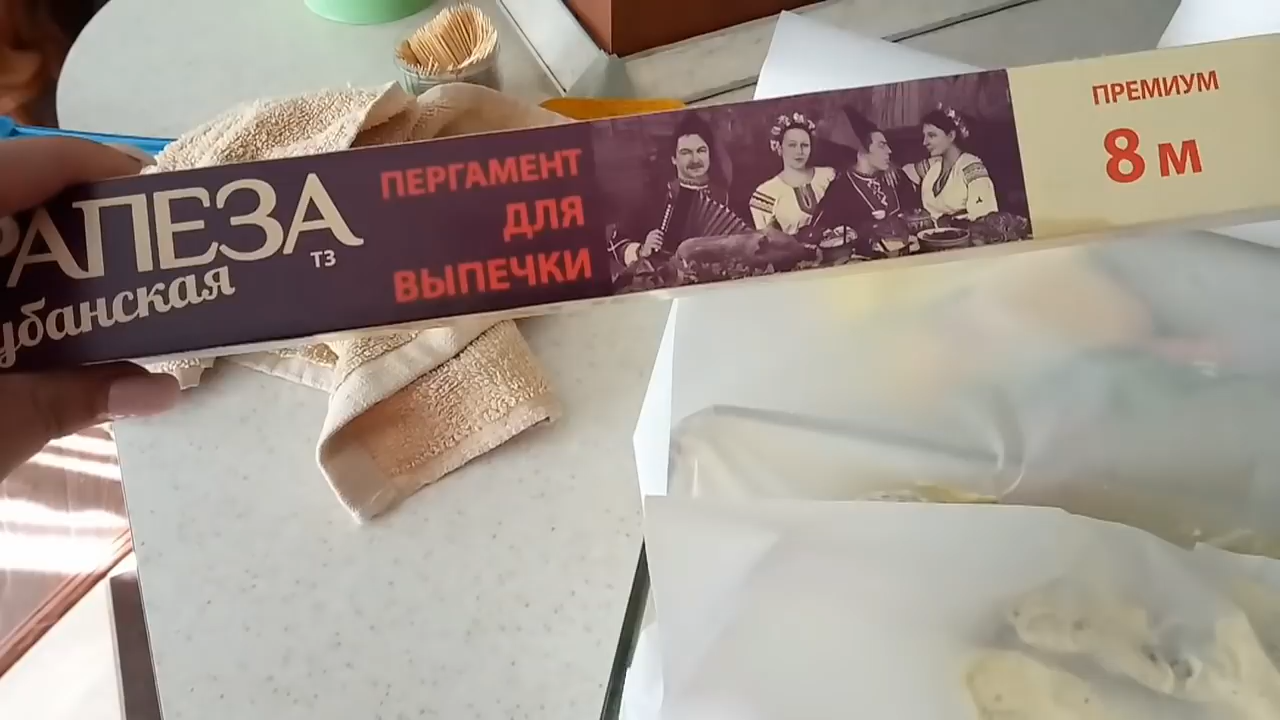 РАПЕЗА
убанская
ТЗ
ПЕРГАМЕНТ
ДЛЯ
ВЫПЕЧКИ
ПРЕМИУМ
8 м